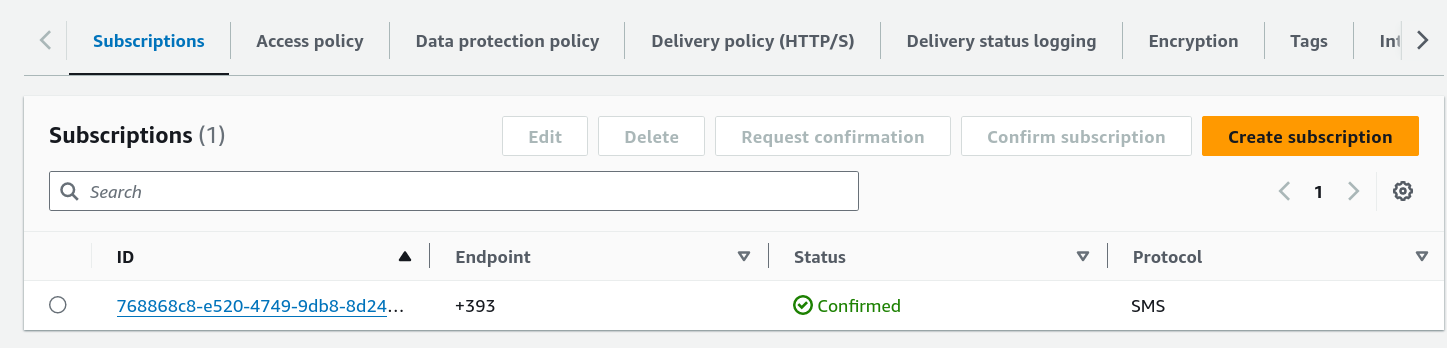 Subscriptions Access policy Data protection policy Delivery policy (HTTP/S) Delivery status logging Encryption Tags
Subscriptions (1) Edit Delete Request confirmation Confirm subscription Create subscription
Search 1
ID Endpoint Status Protocol
768868c8-e520-4749-9db8-8d24... +393 Confirmed SMS